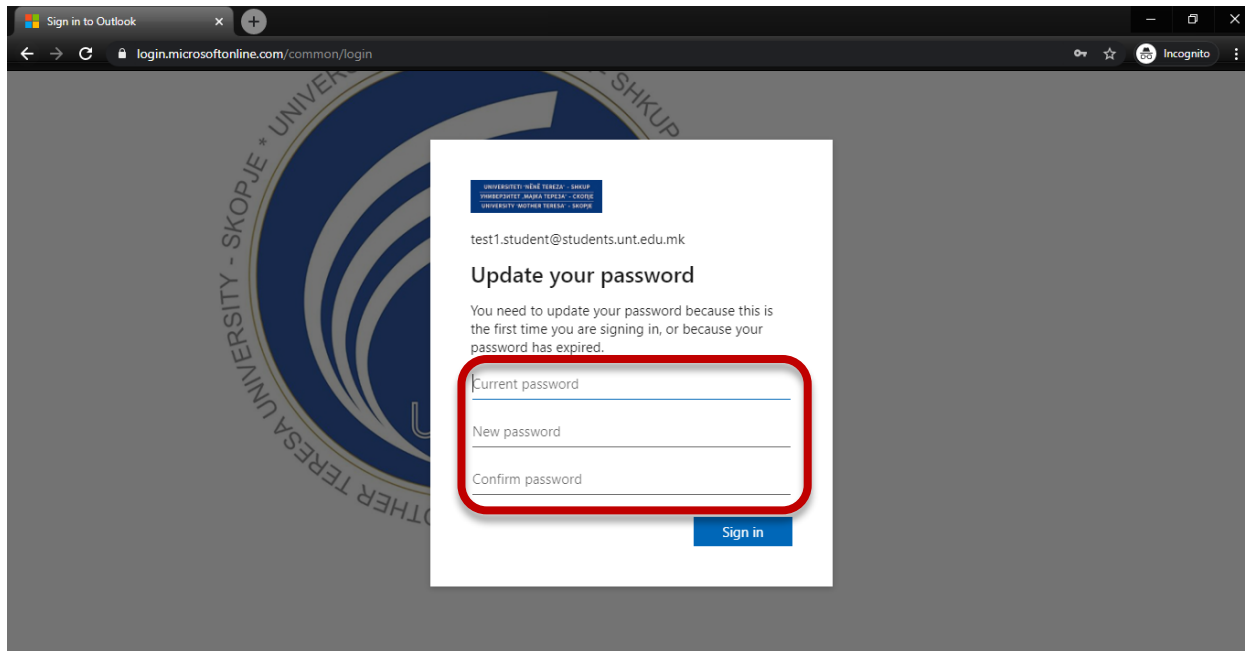 Sign in to Outlook
login.microsoftonline.com/common/login
Incognito
SKOPJE * UNIVER - SHKUP
OTHER TERESA UNIVERSITY - SKOPJE
UNIVERSITETI 'NËNË TEREZA' - SHKUP
УНИВЕРЗИТЕТ „МАЈКА ТЕРЕЗА" - СКОПЈЕ
UNIVERSITY 'MOTHER TERESA' - SKOPJE
test1.student@students.unt.edu.mk
Update your password
You need to update your password because this is
the first time you are signing in, or because your
password has expired.
Current password
New password
Confirm password
Sign in